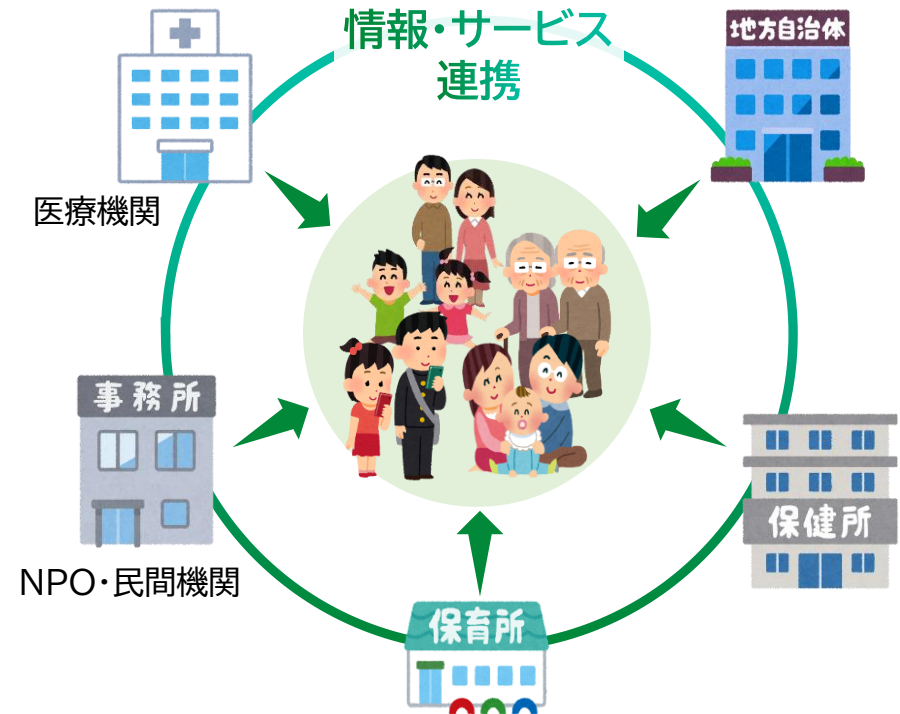 情報・サービス
連携
地方自治体
医療機関
事務所
保健所
NPO・民間機関
保育所